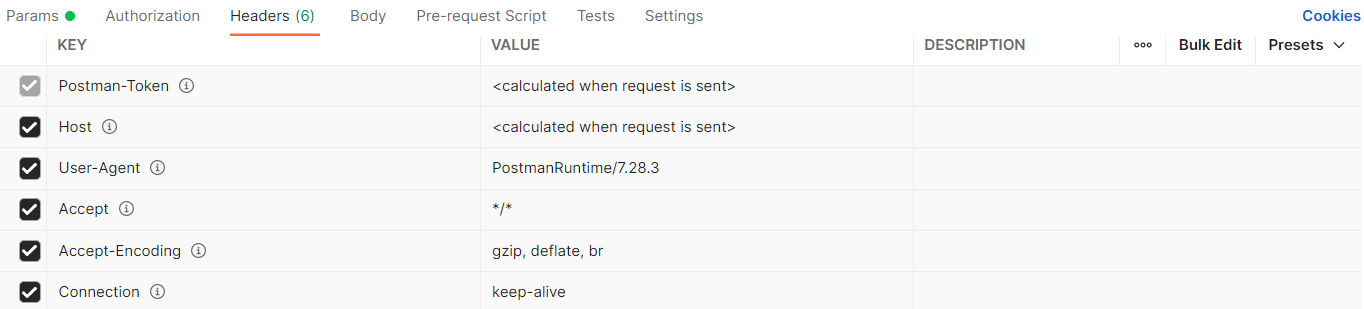 Params Authorization Headers (6) Body Pre-request Script Tests Settings Cookies
KEY VALUE DESCRIPTION Bulk Edit Presets
Postman-Token <calculated when request is sent>
Host <calculated when request is sent>
User-Agent PostmanRuntime/7.28.3
Accept */*
Accept-Encoding gzip, deflate, br
Connection keep-alive